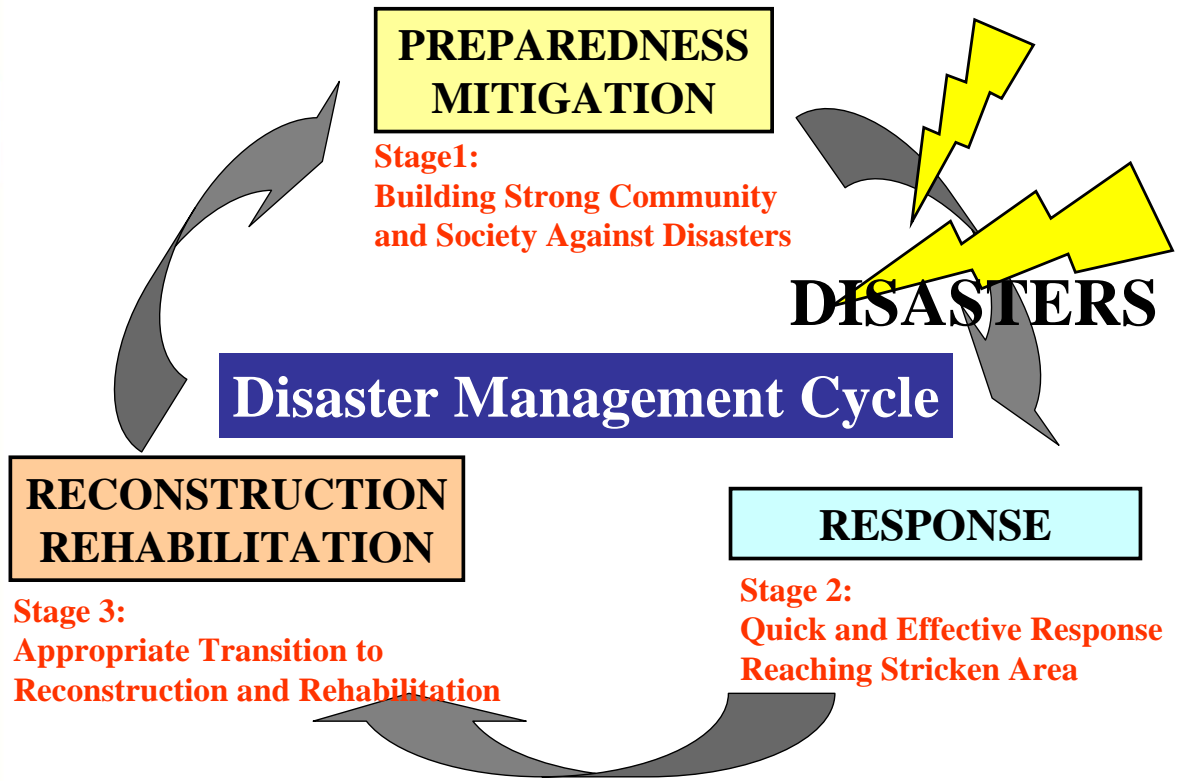 PREPAREDNESS
MITIGATION
Stage1:
Building Strong Community
and Society Against Disasters
DISASTERS
Disaster Management Cycle
RECONSTRUCTION
REHABILITATION
Stage 3:
Appropriate Transition to
Reconstruction and Rehabilitation
RESPONSE
Stage 2:
Quick and Effective Response
Reaching Stricken Area